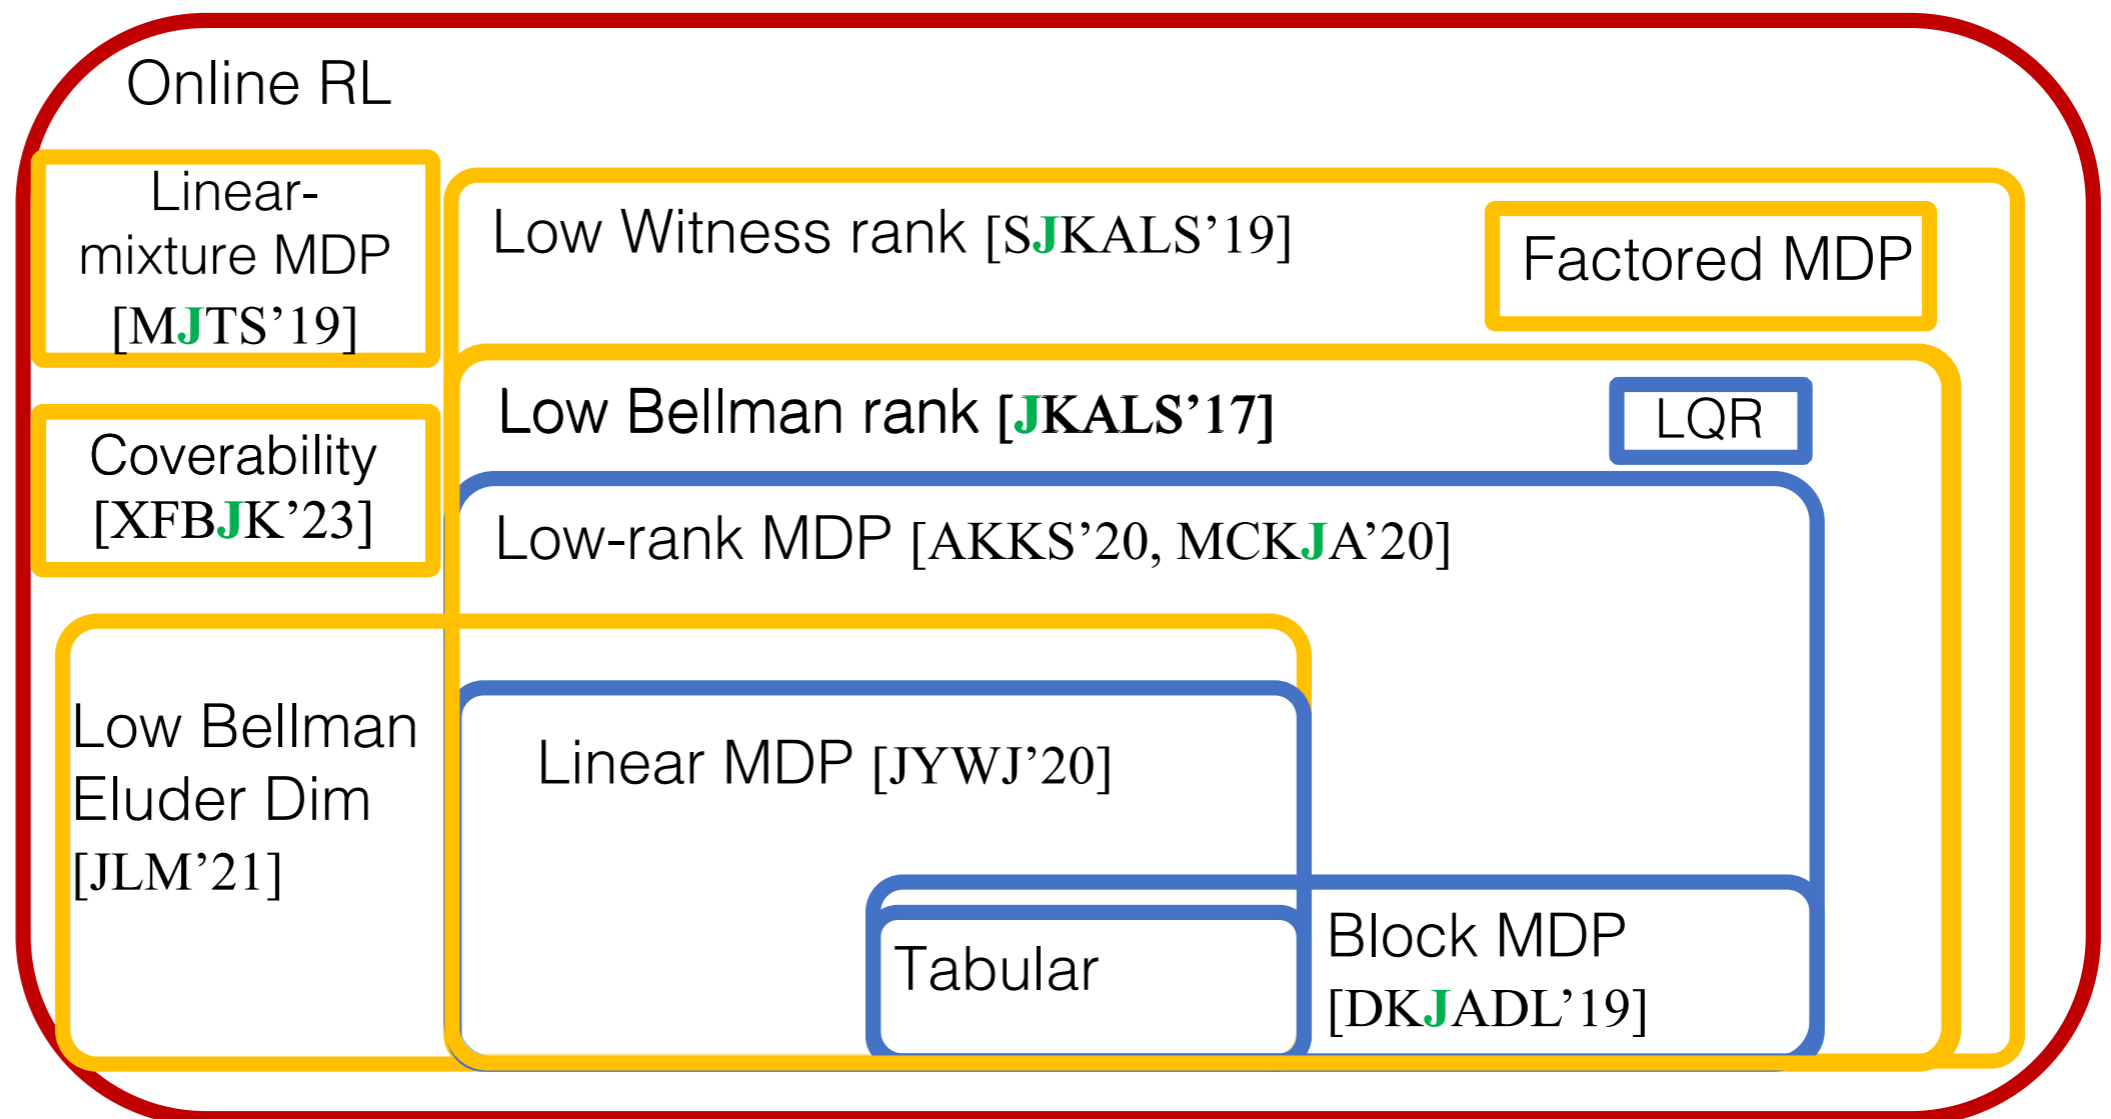 Online RL
Linear-
mixture MDP
[MJTS’19]
Low Witness rank [SJKALS’19]
Factored MDP
Low Bellman rank [JKALS’17]
LQR
Coverability
[XFBJK’23]
Low-rank MDP [AKKS’20, MCKJA’20]
Low Bellman
Eluder Dim
[JLM’21]
Linear MDP [JYWJ’20]
Tabular
Block MDP
[DKJADL’19]